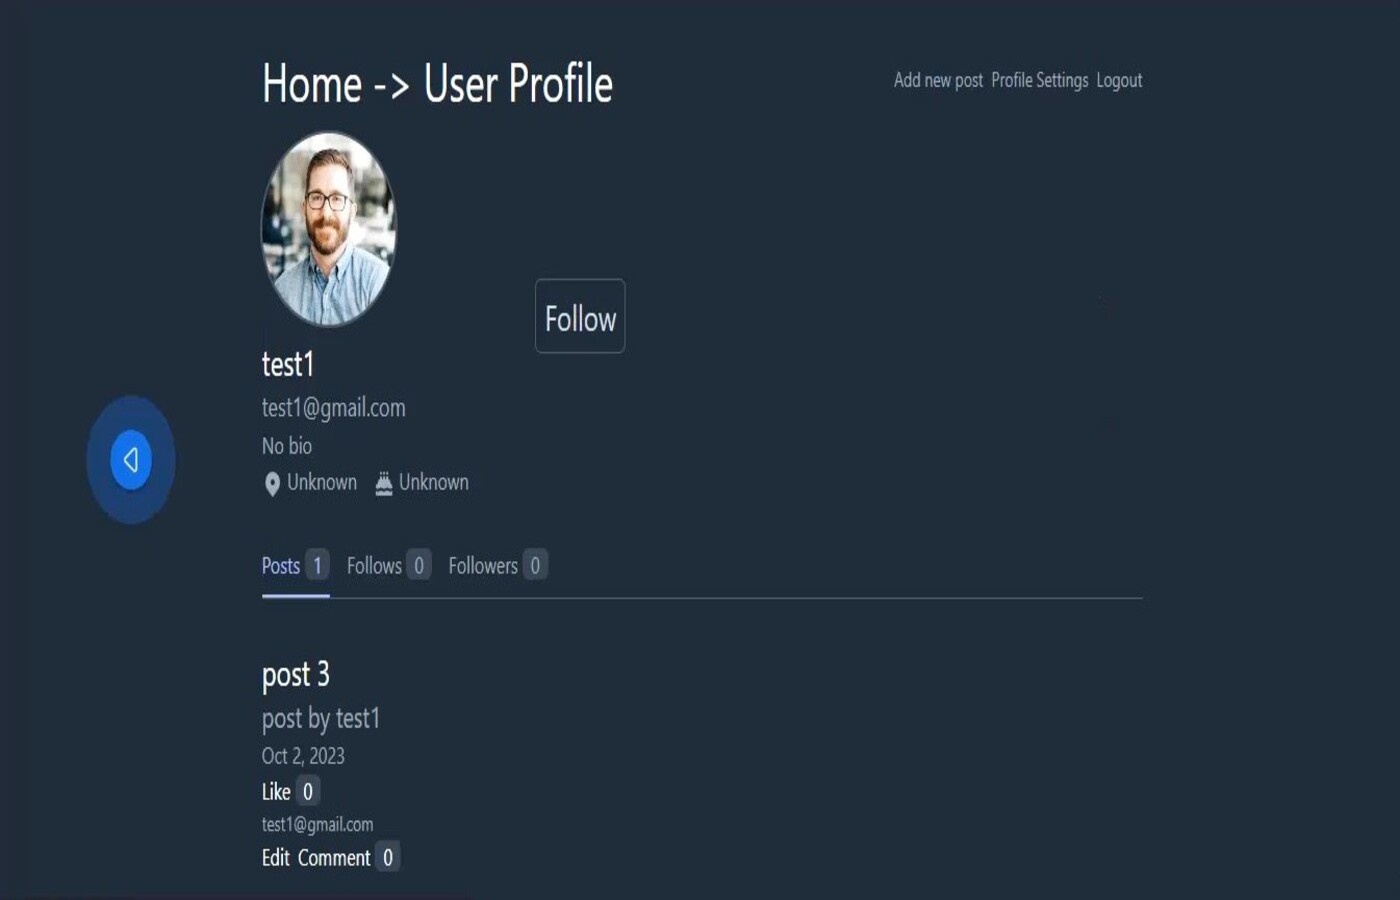 Home -> User Profile
Add new post Profile Settings Logout
Follow
test1
test1@gmail.com
No bio
Unknown Unknown
Posts 1 Follows 0 Followers 0
post 3
post by test1
Oct 2, 2023
Like 0
test1@gmail.com
Edit Comment 0